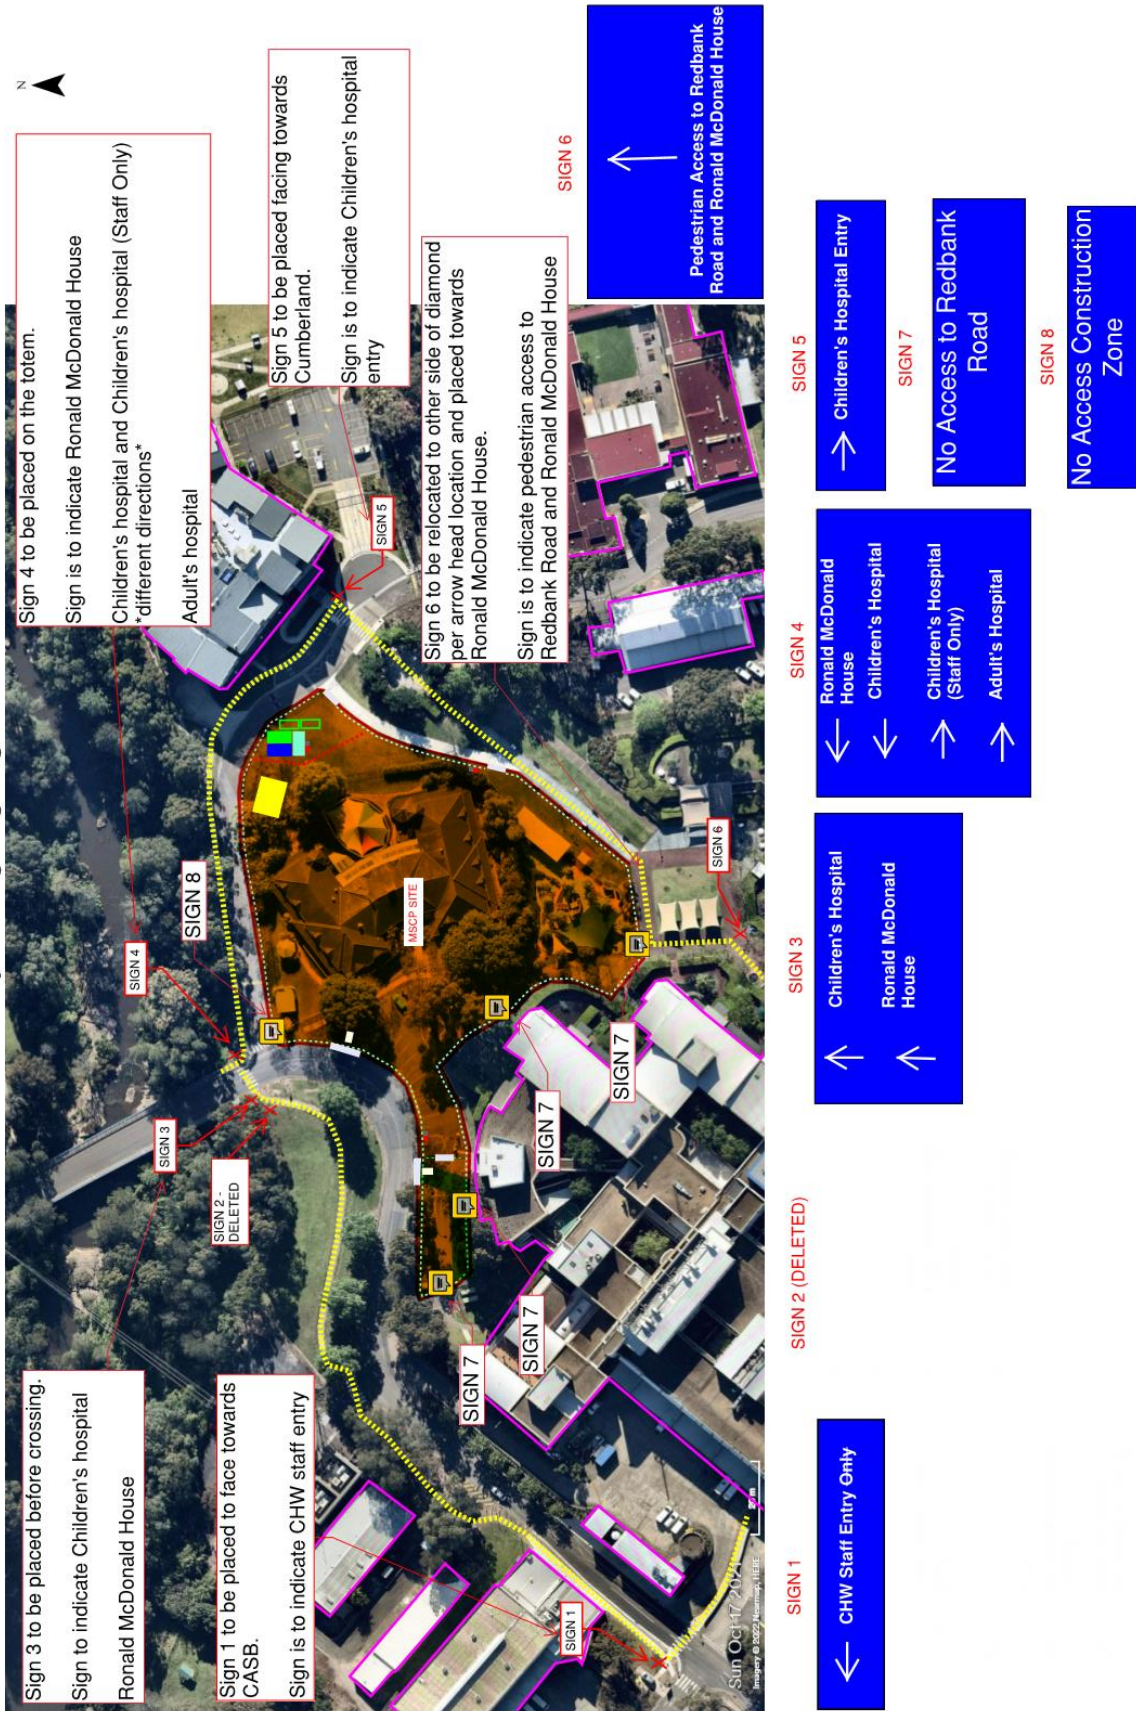 N
Sign 4 to be placed on the totem.
Sign is to indicate Ronald McDonald House
Children's hospital and Children's hospital (Staff Only)
*different directions*
Adult's hospital
Sign 5 to be placed facing towards
Cumberland.
Sign is to indicate Children's hospital
entry
Sign 6 to be relocated to other side of diamond
per arrow head location and placed towards
Ronald McDonald House.
Sign is to indicate pedestrian access to
Redbank Road and Ronald McDonald House
Sign 3 to be placed before crossing.
Sign to indicate Children's hospital
Ronald McDonald House
Sign 1 to be placed to face towards
CASB.
Sign is to indicate CHW staff entry
SIGN 4
SIGN 8
SIGN 3
SIGN 2 -
DELETED
SIGN 5
MSCP SITE
SIGN 6
SIGN 7
SIGN 7
SIGN 7
SIGN 7
SIGN 1
Sun Oct 17 2021
Imagery © 2022 Nearmap, HERE
SIGN 1
CHW Staff Entry Only
SIGN 2 (DELETED)
SIGN 3
Children's Hospital
Ronald McDonald
House
SIGN 4
Ronald McDonald
House
Children's Hospital
Children's Hospital
(Staff Only)
Adult's Hospital
SIGN 5
Children's Hospital Entry
SIGN 6
Pedestrian Access to Redbank
Road and Ronald McDonald House
SIGN 7
No Access to Redbank
Road
SIGN 8
No Access Construction
Zone